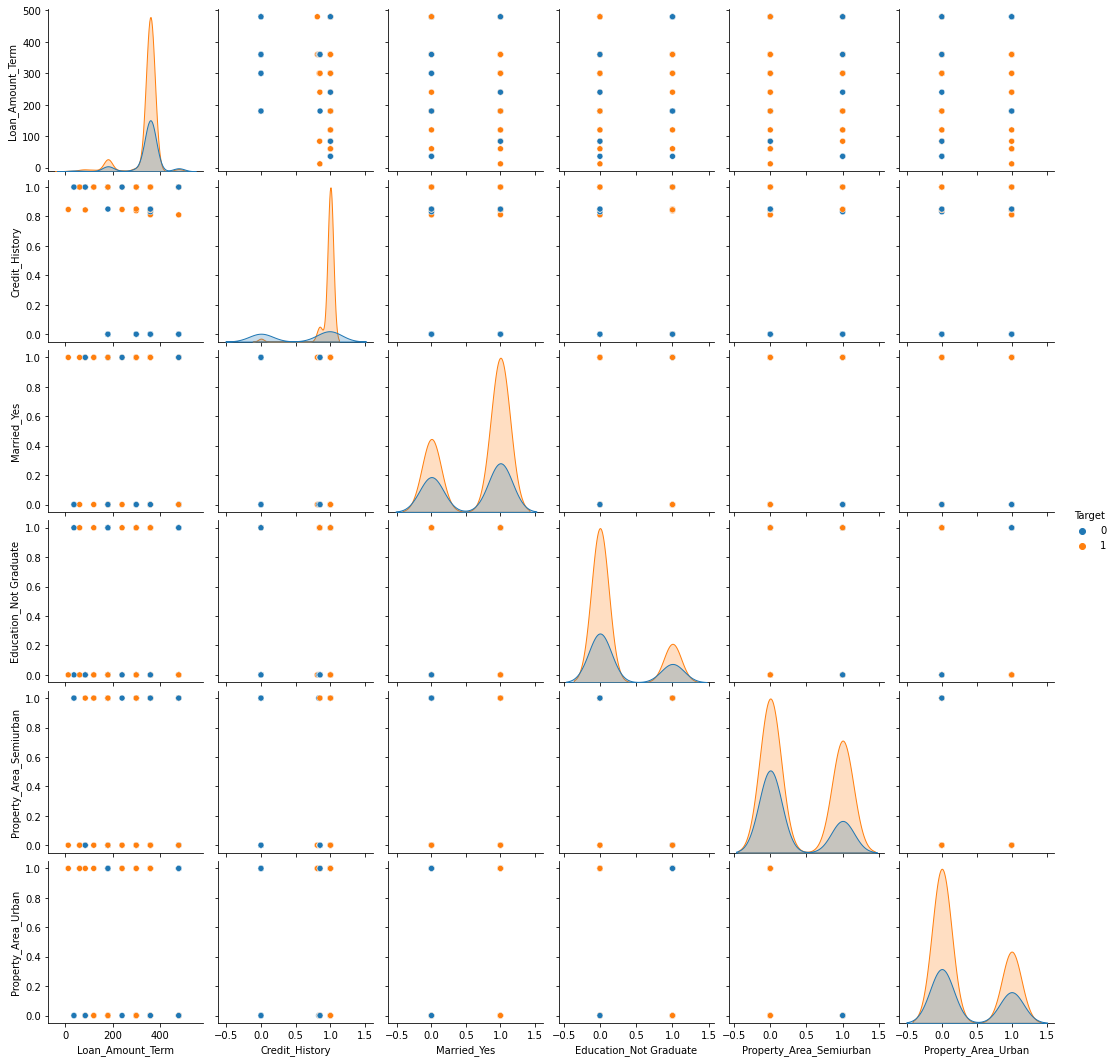 500
400
300
200
100
0
Loan_Amount_Term
1.0
0.8
0.6
0.4
0.2
0.0
Credit_History
1.0
0.8
0.6
0.4
0.2
0.0
Married_Yes
1.0
0.8
0.6
0.4
0.2
0.0
Education_Not Graduate
Target
0
1
1.0
0.8
0.6
0.4
0.2
0.0
Property_Area_Semiurban
1.0
0.8
0.6
0.4
0.2
0.0
Property_Area_Urban
0 200 400
−0.5 0.0 0.5 1.0 1.5
−0.5 0.0 0.5 1.0 1.5
−0.5 0.0 0.5 1.0 1.5
−0.5 0.0 0.5 1.0 1.5
−0.5 0.0 0.5 1.0 1.5
Loan_Amount_Term
Credit_History
Married_Yes
Education_Not Graduate
Property_Area_Semiurban
Property_Area_Urban